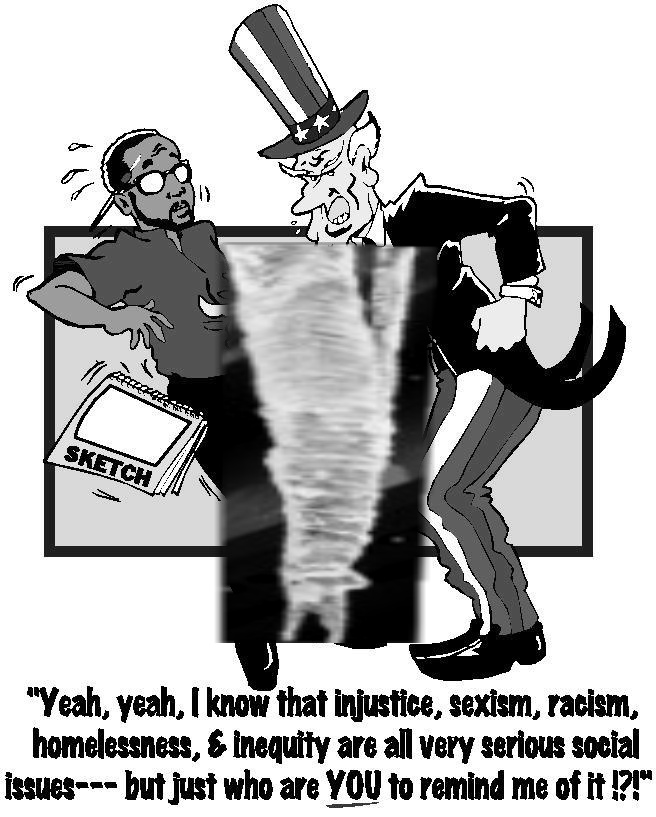 SKETCH
"Yeah, yeah, I know that injustice, sexism, racism,
homelessness, & inequity are all very serious social
issues--- but just who are YOU to remind me of it !?!"